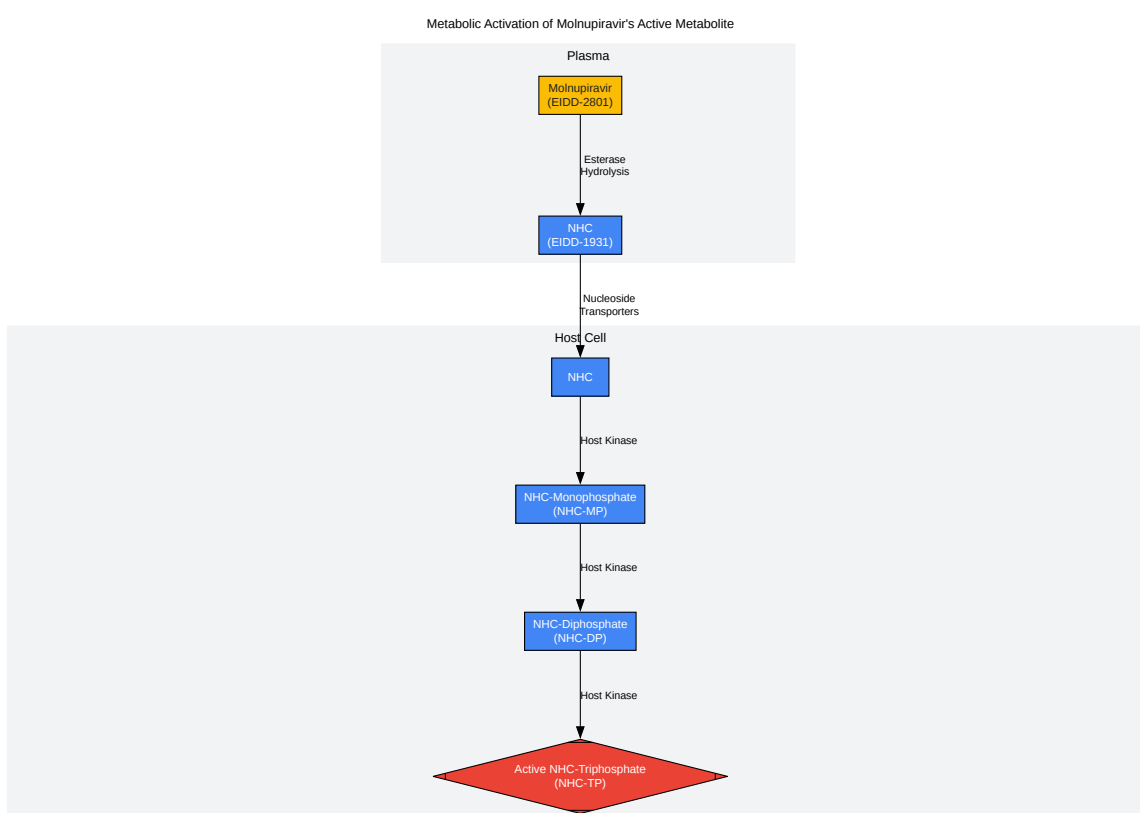 Metabolic Activation of Molnupiravir's Active Metabolite
Plasma
Molnupiravir
(EIDD-2801)
Esterase
Hydrolysis
NHC
(EIDD-1931)
Nucleoside
Transporters
Host Cell
NHC
Host Kinase
NHC-Monophosphate
(NHC-MP)
Host Kinase
NHC-Diphosphate
(NHC-DP)
Host Kinase
Active NHC-Triphosphate
(NHC-TP)